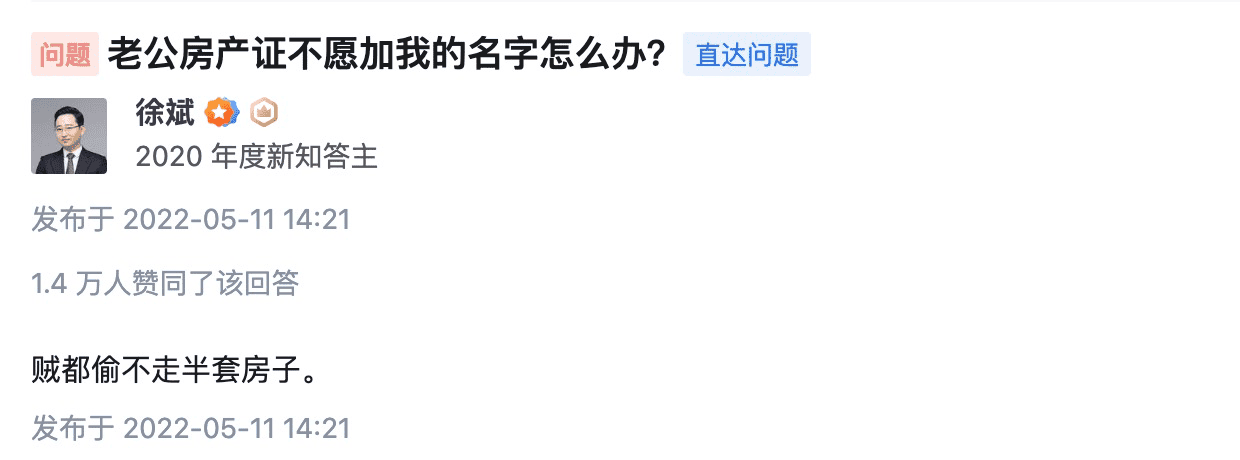 问题 老公房产证不愿加我的名字怎么办? 直达问题
徐斌
2020 年度新知答主
发布于 2022-05-11 14:21
1.4 万人赞同了该回答
贼都偷不走半套房子。
发布于 2022-05-11 14:21